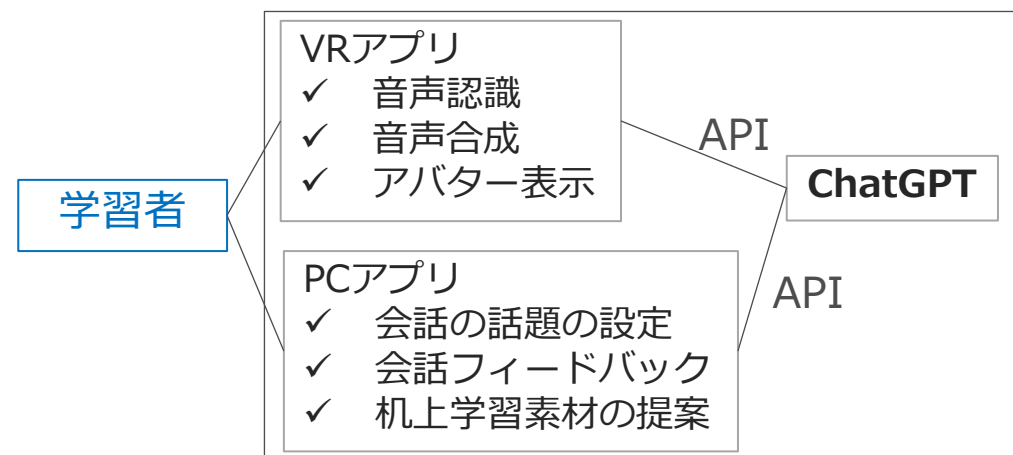 VRアプリ
✓ 音声認識
✓ 音声合成
✓ アバター表示
API
ChatGPT
学習者
PCアプリ
✓ 会話の話題の設定
✓ 会話フィードバック
✓ 机上学習素材の提案
API